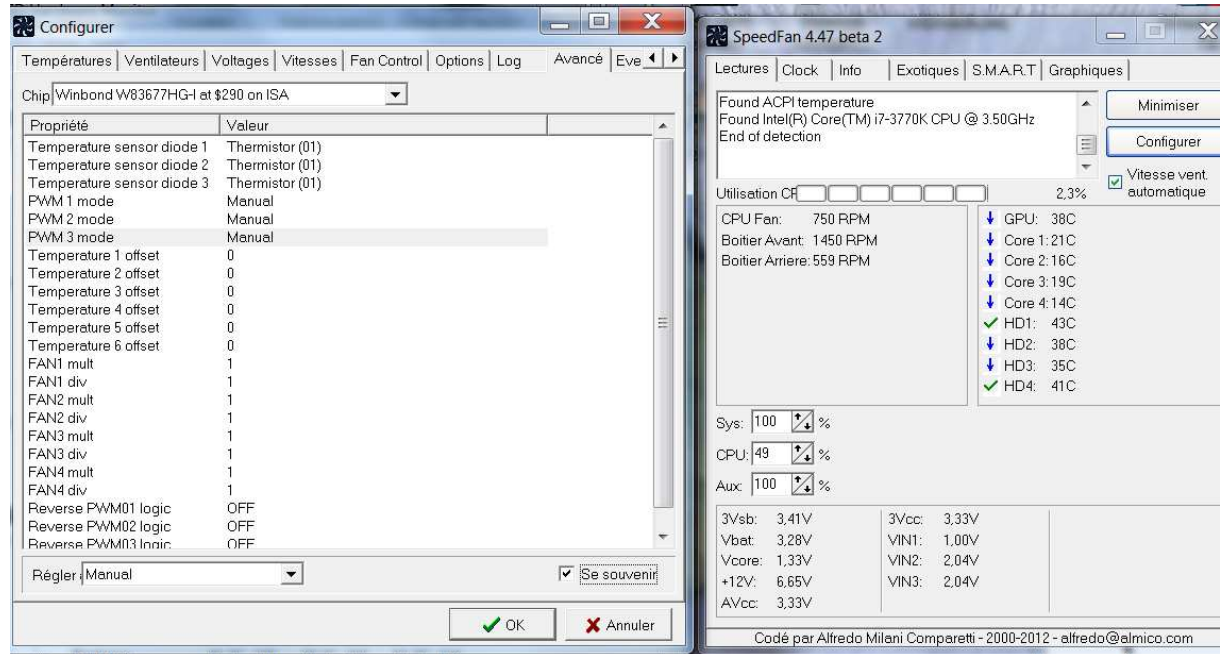 Configurer
Températures Ventilateurs Voltages Vitesses Fan Control Options Log Avancé Eve
Chip Winbond W83677HG-I at $290 on ISA
Propriété Valeur
Temperature sensor diode 1 Thermistor (01)
Temperature sensor diode 2 Thermistor (01)
Temperature sensor diode 3 Thermistor (01)
PWM 1 mode Manual
PWM 2 mode Manual
PWM 3 mode Manual
Temperature 1 offset 0
Temperature 2 offset 0
Temperature 3 offset 0
Temperature 4 offset 0
Temperature 5 offset 0
Temperature 6 offset 0
FAN1 mult 1
FAN1 div 1
FAN2 mult 1
FAN2 div 1
FAN3 mult 1
FAN3 div 1
FAN4 mult 1
FAN4 div 1
Reverse PWM01 logic OFF
Reverse PWM02 logic OFF
Reverse PWM03 logic OFF
Régler Manual Se souvenir
OK Annuler
SpeedFan 4.47 beta 2
Lectures Clock Info Exotiques S.M.A.R.T Graphiques
Found ACPI temperature
Found Intel(R) Core(TM) i7-3770K CPU @ 3.50GHz
End of detection
Minimiser
Configurer
Vitesse vent.
automatique
Utilisation CP 2,3%
CPU Fan: 750 RPM
Boitier Avant: 1450 RPM
Boitier Arriere: 559 RPM
GPU: 38C
Core 1: 21C
Core 2: 16C
Core 3: 19C
Core 4: 14C
HD1: 43C
HD2: 38C
HD3: 35C
HD4: 41C
Sys: 100 %
CPU: 49 %
Aux: 100 %
3Vsb: 3,41V 3Vcc: 3,33V
Vbat: 3,28V VIN1: 1,00V
Vcore: 1,33V VIN2: 2,04V
+12V: 6,65V VIN3: 2,04V
AVcc: 3,33V
Codé par Alfredo Milani Comparetti - 2000-2012 - alfredo@almico.com